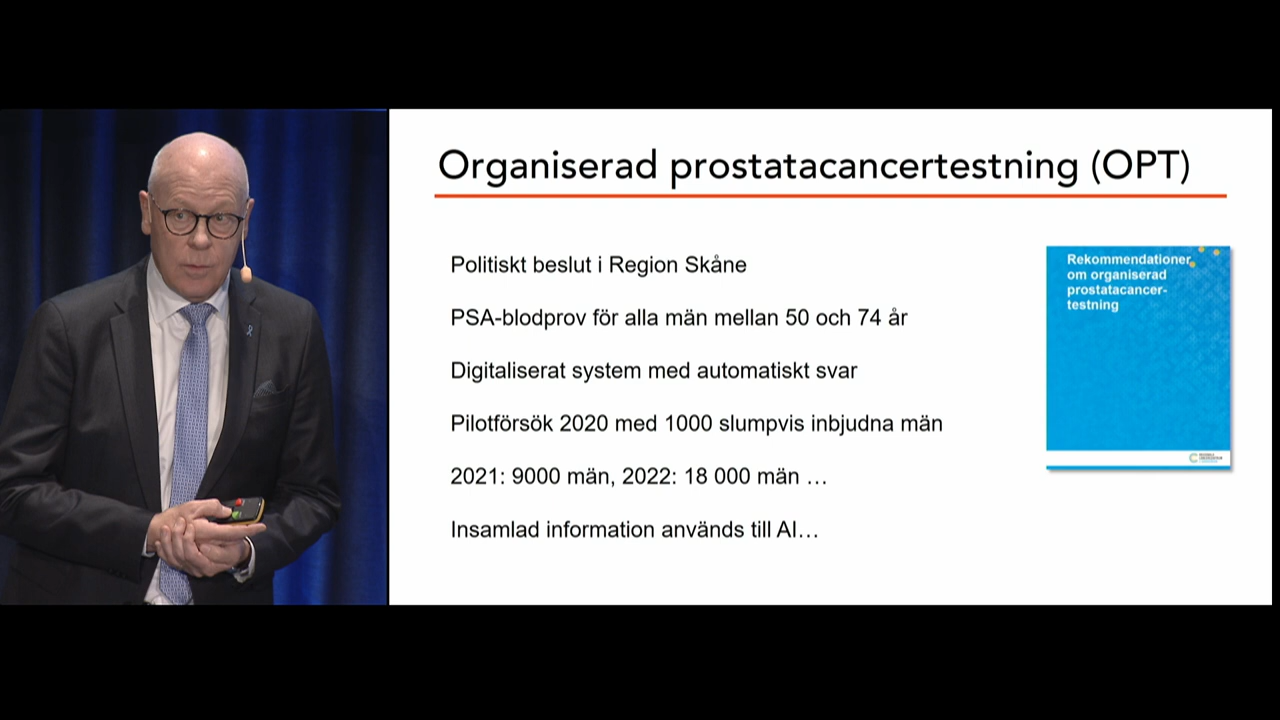 Organiserad prostatacancertestning (OPT)
Politiskt beslut i Region Skåne
PSA-blodprov för alla män mellan 50 och 74 år
Digitaliserat system med automatiskt svar
Pilotförsök 2020 med 1000 slumpvis inbjudna män
2021: 9000 män, 2022: 18 000 män …
Insamlad information används till AI…
Rekommendationer
om organiserad
prostatacancer-
testning